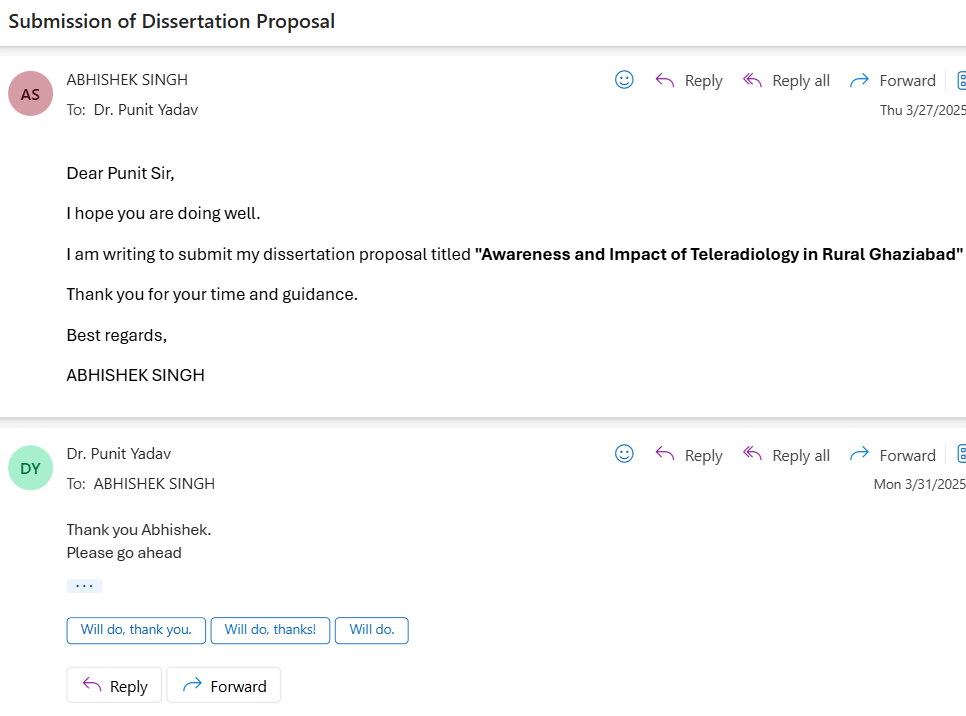 Submission of Dissertation Proposal
AS
ABHISHEK SINGH
Reply
Reply all
Forward
To: Dr. Punit Yadav
Thu 3/27/2025
Dear Punit Sir,
I hope you are doing well.
I am writing to submit my dissertation proposal titled "Awareness and Impact of Teleradiology in Rural Ghaziabad"
Thank you for your time and guidance.
Best regards,
ABHISHEK SINGH
DY
Dr. Punit Yadav
Reply
Reply all
Forward
To: ABHISHEK SINGH
Mon 3/31/2025
Thank you Abhishek.
Please go ahead
...
Will do, thank you.
Will do, thanks!
Will do.
Reply
Forward